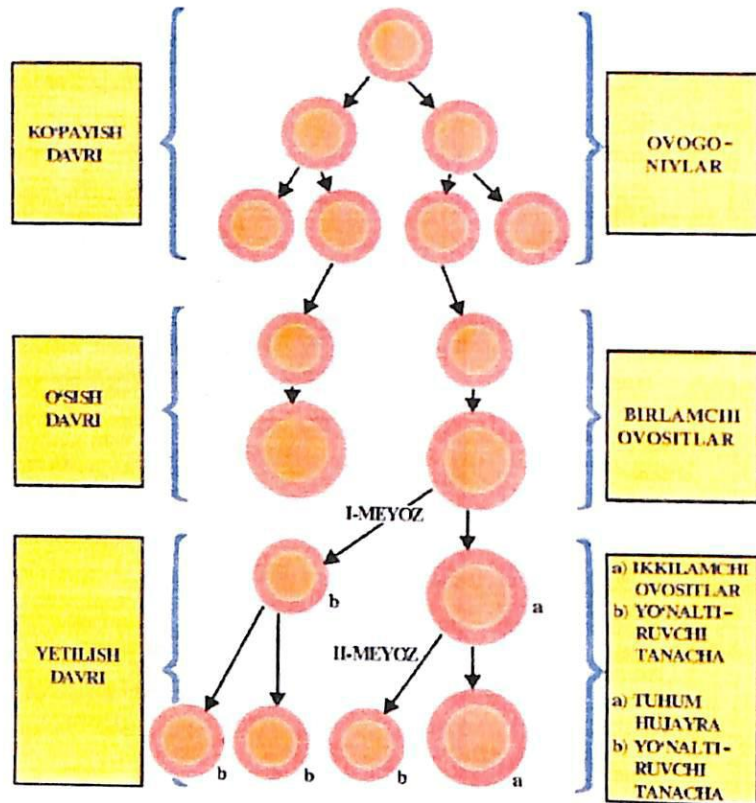 KO‘PAYISH
DAVRI
OVOGO–
NIYLAR
O‘SISH
DAVRI
BIRLAMCHI
OVOSITLAR
I-MEYOZ
b
a
YETILISH
DAVRI
II-MEYOZ
b
b
b
a
a) IKKILAMCHI
OVOSITLAR
b) YO‘NALTI–
RUVCHI
TANACHA
a) TUHUM
HUJAYRA
b) YO‘NALTI–
RUVCHI
TANACHA